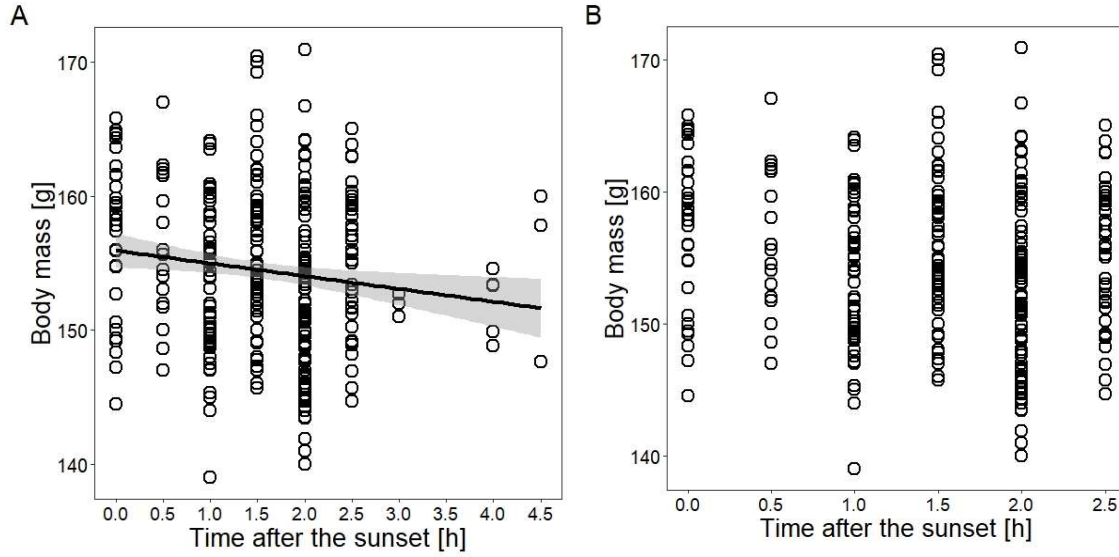 A
B
Body mass [g]
170
160
150
140
0.0 0.5 1.0 1.5 2.0 2.5 3.0 3.5 4.0 4.5
Time after the sunset [h]
Body mass [g]
170
160
150
140
0.0 0.5 1.0 1.5 2.0 2.5
Time after the sunset [h]